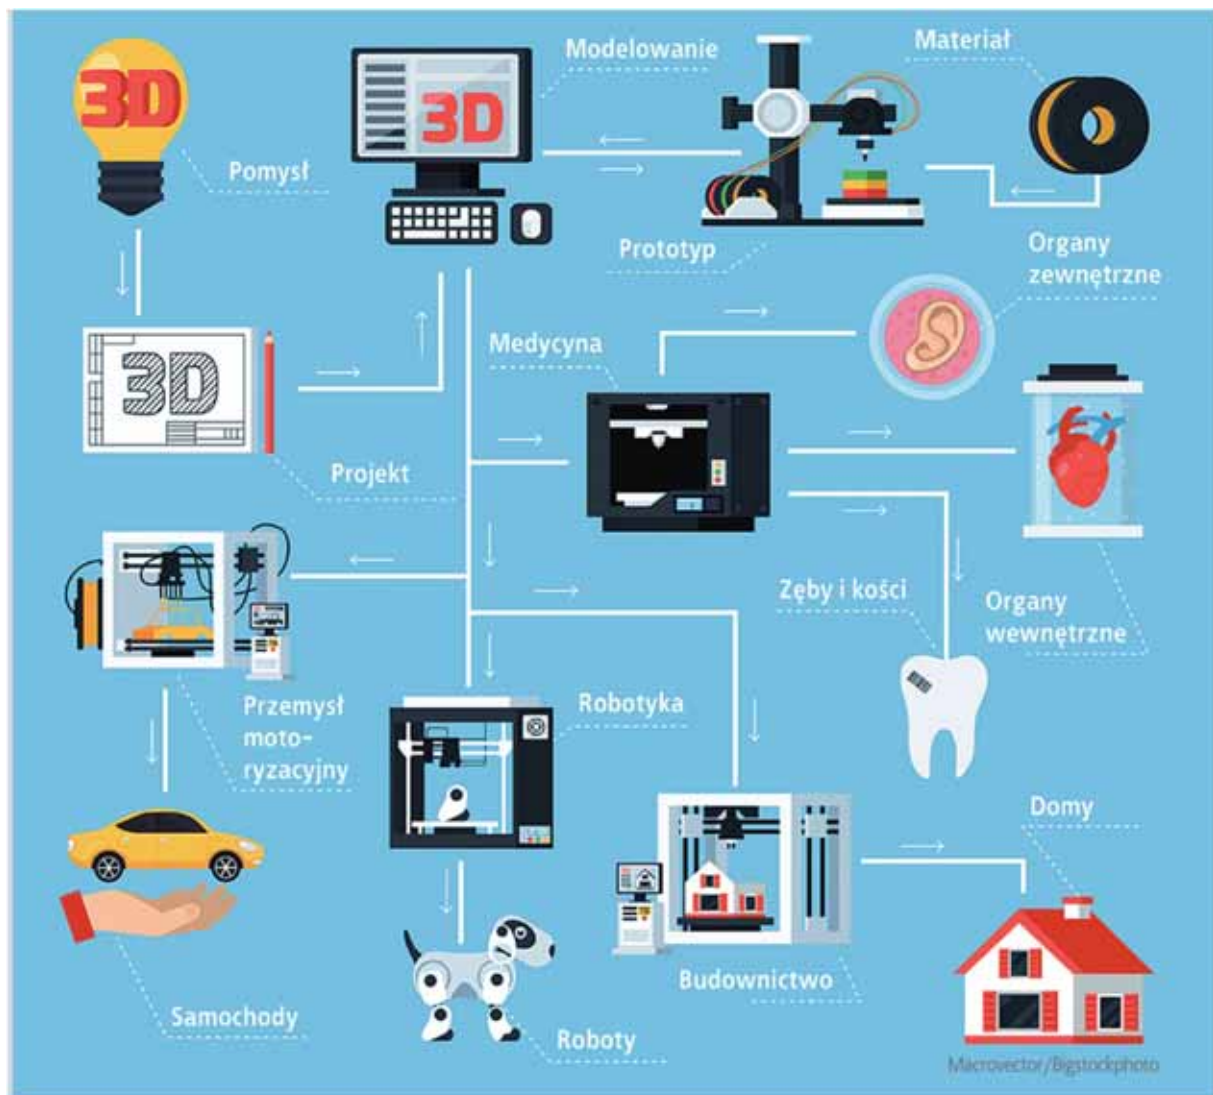 3D
Pomysł
3D
Modelowanie
Materiał
Prototyp
Organy
zewnętrzne
3D
Projekt
Medycyna
Organy
wewnętrzne
Zęby i kości
Przemysł
moto-
ryzacyjny
Robotyka
Samochody
Roboty
Budownictwo
Domy
Macrovector/Bigstockphoto